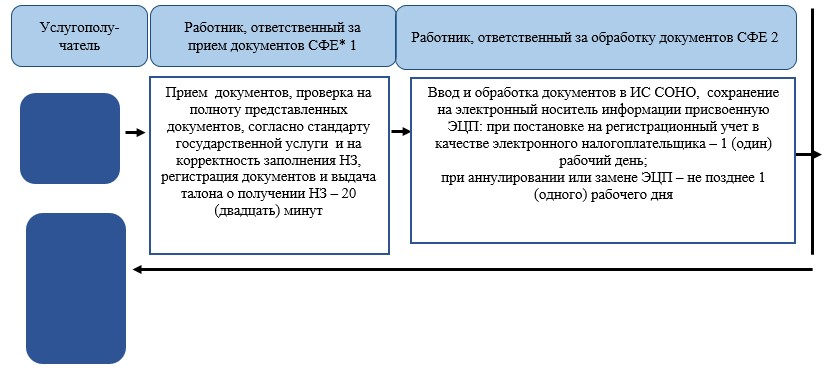 Услугополу-
чатель
Работник, ответственный за
прием документов СФЕ* 1
Работник, ответственный за обработку документов СФЕ 2
Прием документов, проверка на
полноту представленных
документов, согласно стандарту
государственной услуги и на
корректность заполнения НЗ,
регистрация документов и выдача
талона о получении НЗ – 20
(двадцать) минут
Ввод и обработка документов в ИС СОНО, сохранение
на электронный носитель информации присвоенную
ЭЦП: при постановке на регистрационный учет в
качестве электронного налогоплательщика – 1 (один)
рабочий день;
при аннулировании или замене ЭЦП – не позднее 1
(одного) рабочего дня